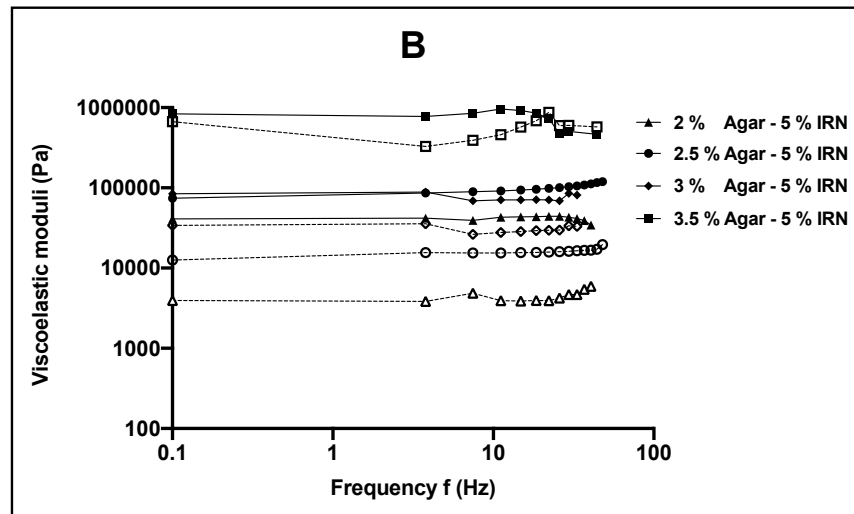 B
1000000
100000
10000
1000
100
0.1
1
10
100
Viscoelastic moduli (Pa)
Frequency f (Hz)
2 % Agar - 5 % IRN
2.5 % Agar - 5 % IRN
3 % Agar - 5 % IRN
3.5 % Agar - 5 % IRN